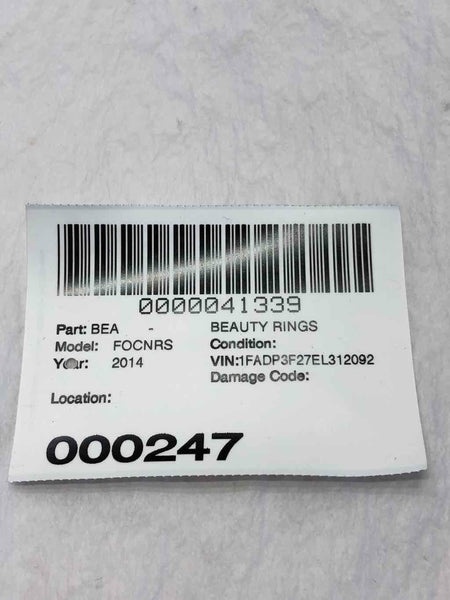 0000041339
Part: BEA - BEAUTY RINGS
Model: FOCNRS Condition:
Year: 2014 VIN:1FADP3F27EL312092
Damage Code:
Location:
000247